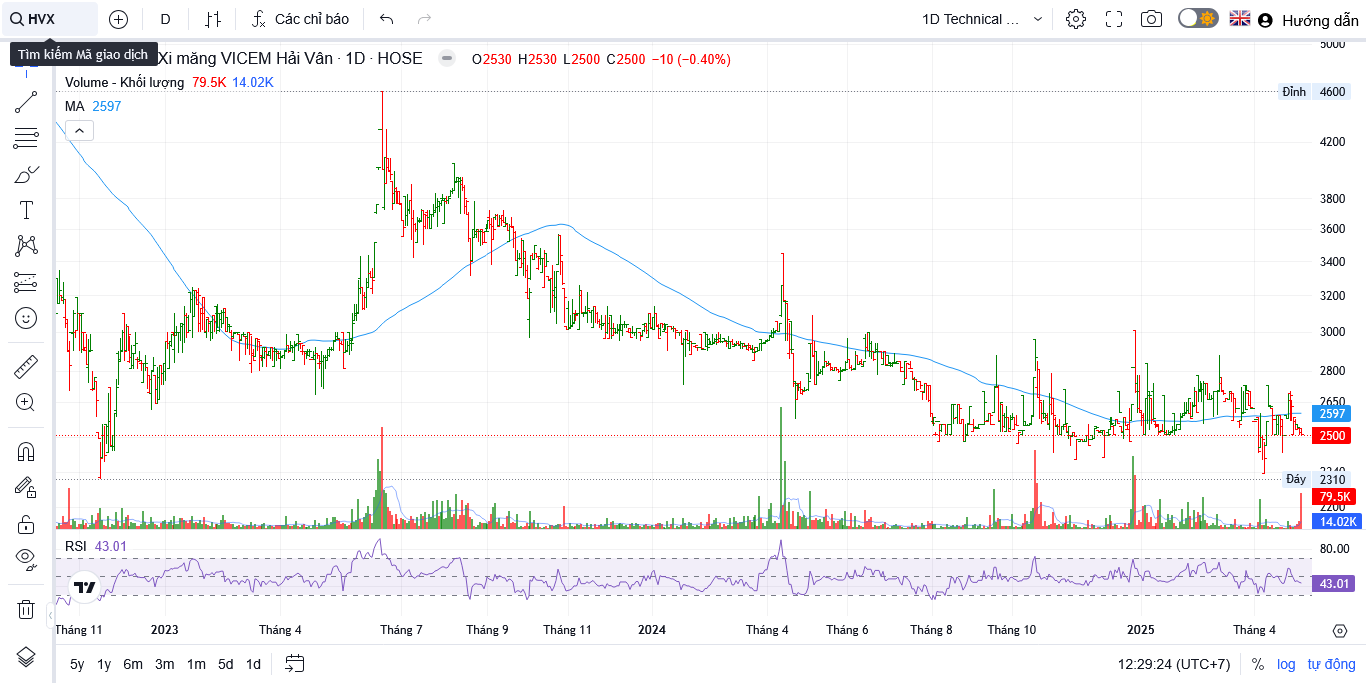 HVX D Các chỉ báo 1D Technical ... Hướng dẫn
Tìm kiếm Mã giao dịch
Xi măng VICEM Hải Vân · 1D · HOSE O2530 H2530 L2500 C2500 −10 (−0.40%)
Volume - Khối lượng 79.5K 14.02K
MA 2597
5000
Đỉnh 4600
4200
3800
3600
3400
3200
3000
2800
2650
2597
2500
2340
Đáy 2310
79.5K
2200
14.02K
RSI 43.01
80.00
43.01
Tháng 11 2023 Tháng 4 Tháng 7 Tháng 9 Tháng 11 2024 Tháng 4 Tháng 6 Tháng 8 Tháng 10 2025 Tháng 4
5y 1y 6m 3m 1m 5d 1d 12:29:24 (UTC+7) % log tự động